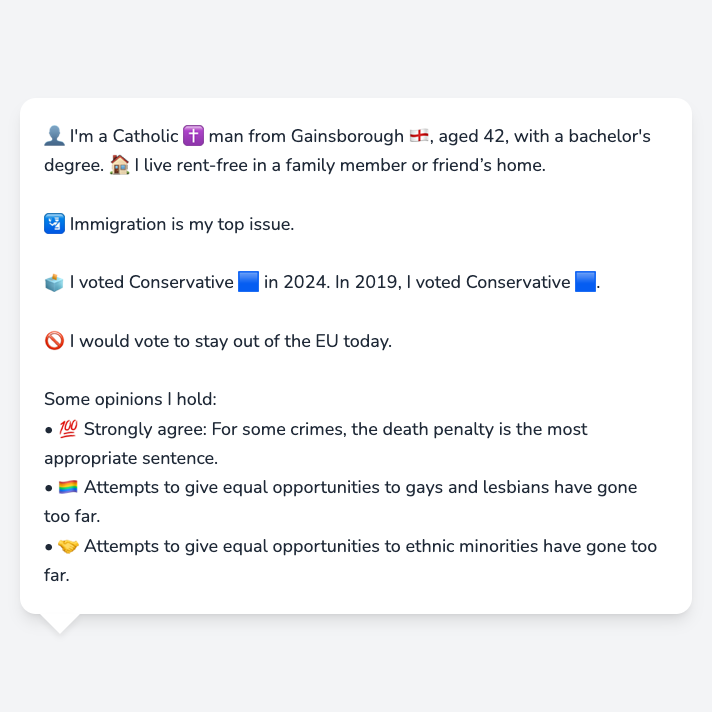 👤 I'm a Catholic ✝️ man from Gainsborough 🏴󠁧󠁢󠁥󠁮󠁧󠁿, aged 42, with a bachelor's
degree. 🏠 I live rent-free in a family member or friend’s home.
🛂 Immigration is my top issue.
🗳️ I voted Conservative 🟦 in 2024. In 2019, I voted Conservative 🟦.
🚫 I would vote to stay out of the EU today.
Some opinions I hold:
• 💯 Strongly agree: For some crimes, the death penalty is the most
appropriate sentence.
• 🏳️‍🌈 Attempts to give equal opportunities to gays and lesbians have gone
too far.
• 🤝 Attempts to give equal opportunities to ethnic minorities have gone too
far.